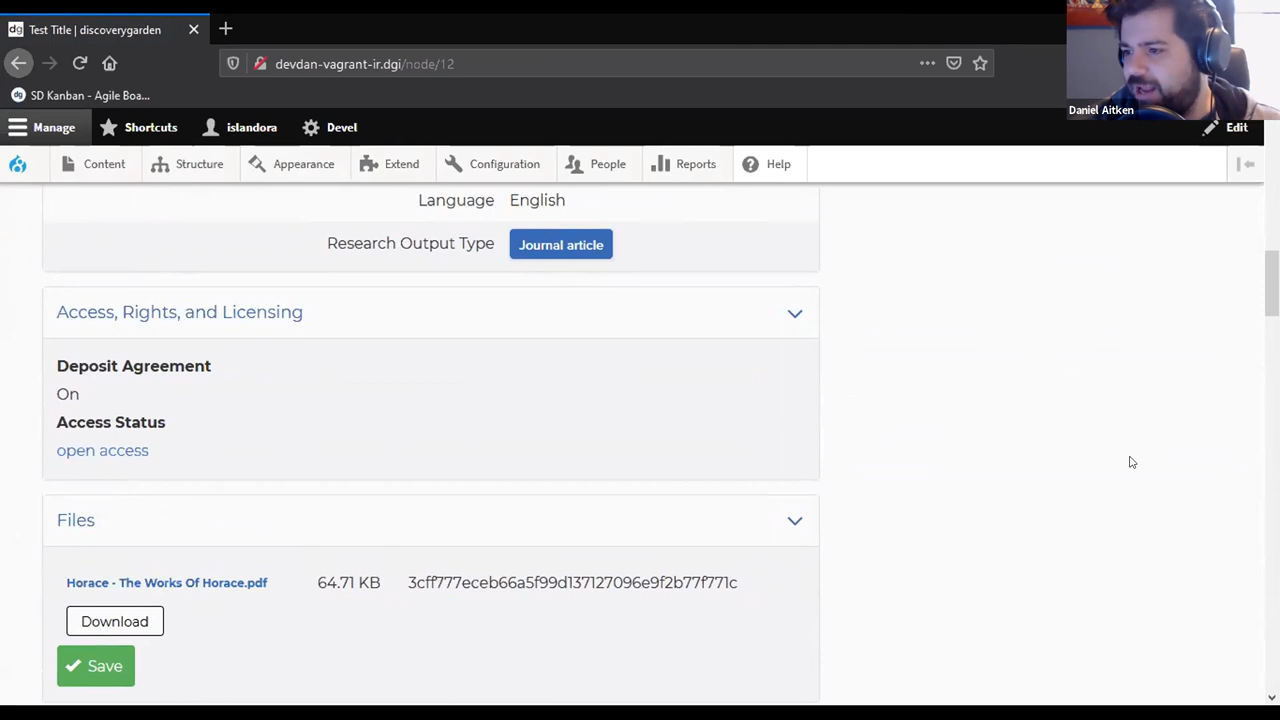 dg Test Title | discoverygarden
devdan-vagrant-ir.dgi/node/12
dg SD Kanban - Agile Boa...
Daniel Aitken
Manage Shortcuts islandora Devel Edit
Content Structure Appearance Extend Configuration People Reports Help
Language English
Research Output Type Journal article
Access, Rights, and Licensing
Deposit Agreement
On
Access Status
open access
Files
Horace - The Works Of Horace.pdf 64.71 KB 3cff777eceb66a5f99d137127096e9f2b77f771c
Download
Save